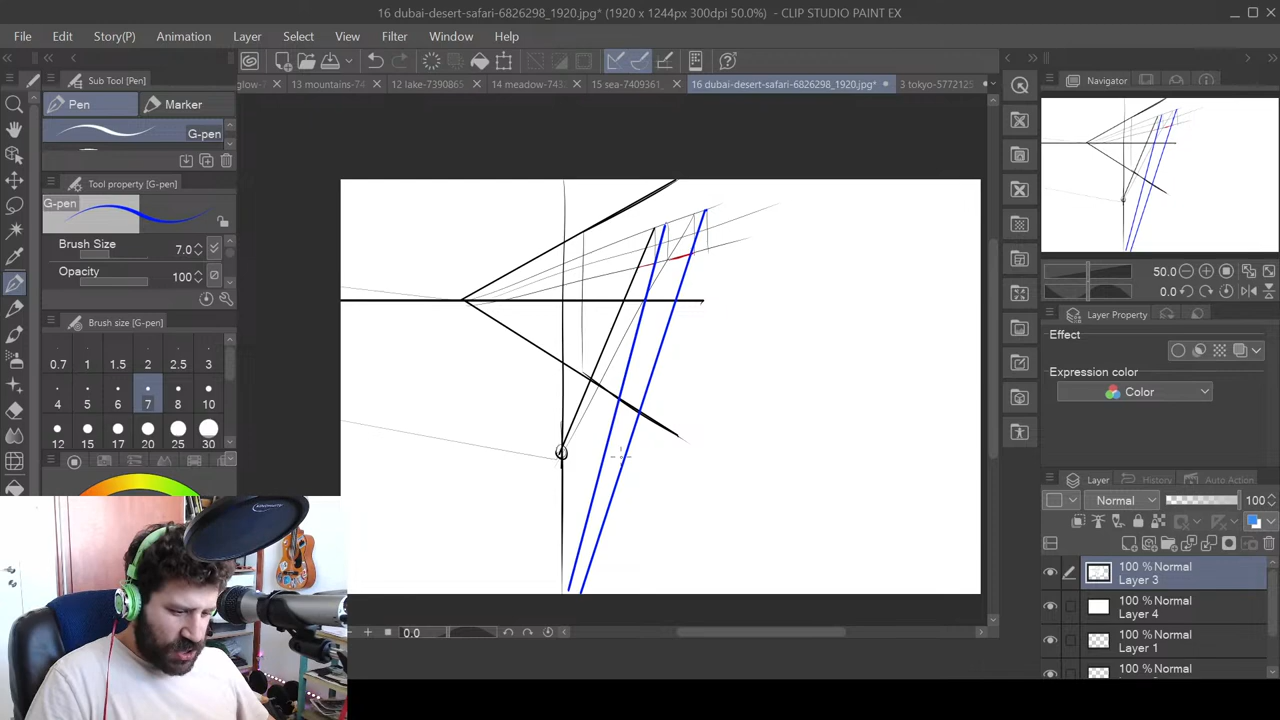 16 dubai-desert-safari-6826298_1920.jpg* (1920 x 1244px 300dpi 50.0%) - CLIP STUDIO PAINT EX
File Edit Story(P) Animation Layer Select View Filter Window Help
Sub Tool [Pen]
glow- 13 mountains-74 12 lake-7390865 14 meadow-743 15 sea-7409361_ 16 dubai-desert-safari-6826298_1920.jpg* 3 tokyo-5772125
Navigator
Pen Marker
G-pen
Tool property [G-pen]
G-pen
Brush Size 7.0
Opacity 100
50.0
0.0
Brush size [G-pen]
Layer Property
Effect
0.7 1 1.5 2 2.5 3
Expression color
Color
4 5 6 7 8 10
12 15 17 20 25 30
Layer History Auto Action
Normal 100
100 % Normal
Layer 3
100 % Normal
Layer 4
100 % Normal
Layer 1
100 % Normal
0.0